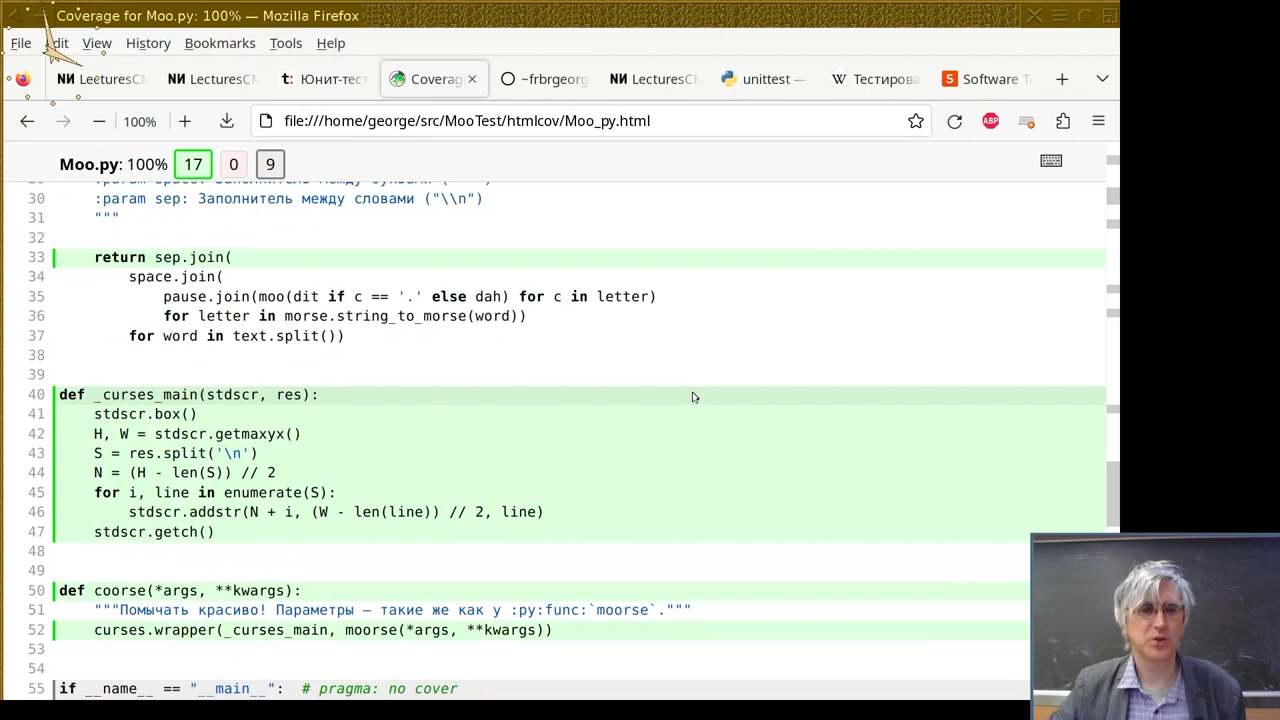 Coverage for Moo.py: 100% — Mozilla Firefox
File Edit View History Bookmarks Tools Help
LecturesCM LecturesCM Юнит-тест Coverag ~frbrgeorg LecturesCM unittest — Тестирова Software T
100% file:///home/george/src/MooTest/htmlcov/Moo_py.html ABP
Moo.py: 100% 17 0 9
30 :param sep: Заполнитель между словами ("\\n")
31 """
32
33 return sep.join(
34 space.join(
35 pause.join(moo(dit if c == '.' else dah) for c in letter)
36 for letter in morse.string_to_morse(word))
37 for word in text.split())
38
39
40 def _curses_main(stdscr, res):
41 stdscr.box()
42 H, W = stdscr.getmaxyx()
43 S = res.split('\n')
44 N = (H - len(S)) // 2
45 for i, line in enumerate(S):
46 stdscr.addstr(N + i, (W - len(line)) // 2, line)
47 stdscr.getch()
48
49
50 def coorse(*args, **kwargs):
51 """Помычать красиво! Параметры — такие же как у :py:func:`moorse`."""
52 curses.wrapper(_curses_main, moorse(*args, **kwargs))
53
54
55 if __name__ == "__main__": # pragma: no cover